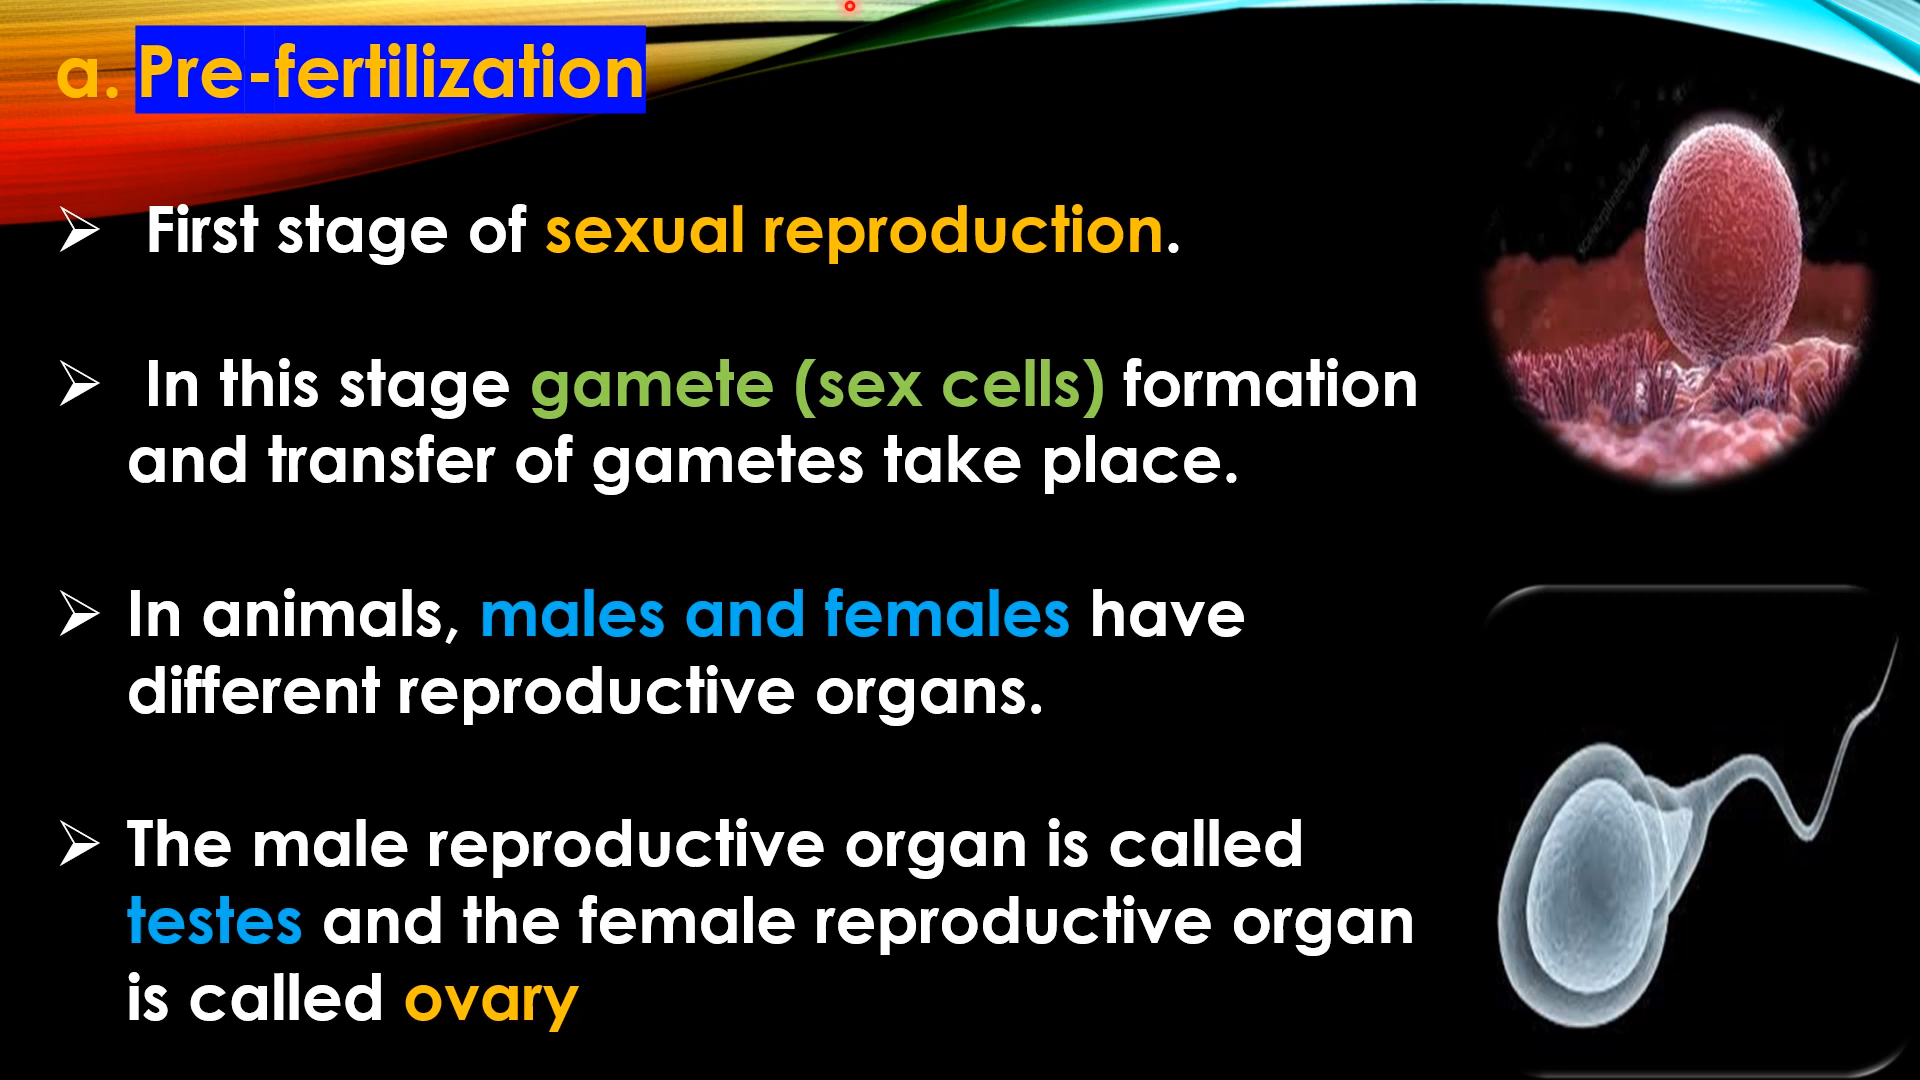 a. Pre-fertilization
➢ First stage of sexual reproduction.
➢ In this stage gamete (sex cells) formation
and transfer of gametes take place.
➢ In animals, males and females have
different reproductive organs.
➢ The male reproductive organ is called
testes and the female reproductive organ
is called ovary